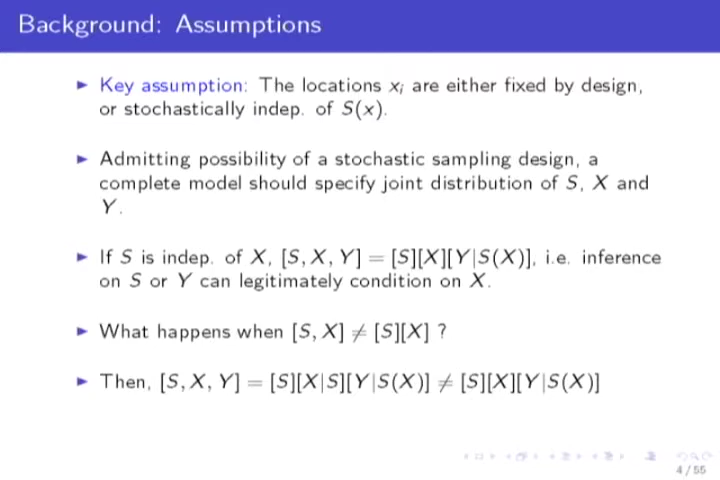 Background: Assumptions
▶ Key assumption: The locations xᵢ are either fixed by design,
or stochastically indep. of S(x).
▶ Admitting possibility of a stochastic sampling design, a
complete model should specify joint distribution of S, X and
Y.
▶ If S is indep. of X, [S, X, Y] = [S][X][Y|S(X)], i.e. inference
on S or Y can legitimately condition on X.
▶ What happens when [S, X] ≠ [S][X] ?
▶ Then, [S, X, Y] = [S][X|S][Y|S(X)] ≠ [S][X][Y|S(X)]
4 / 55